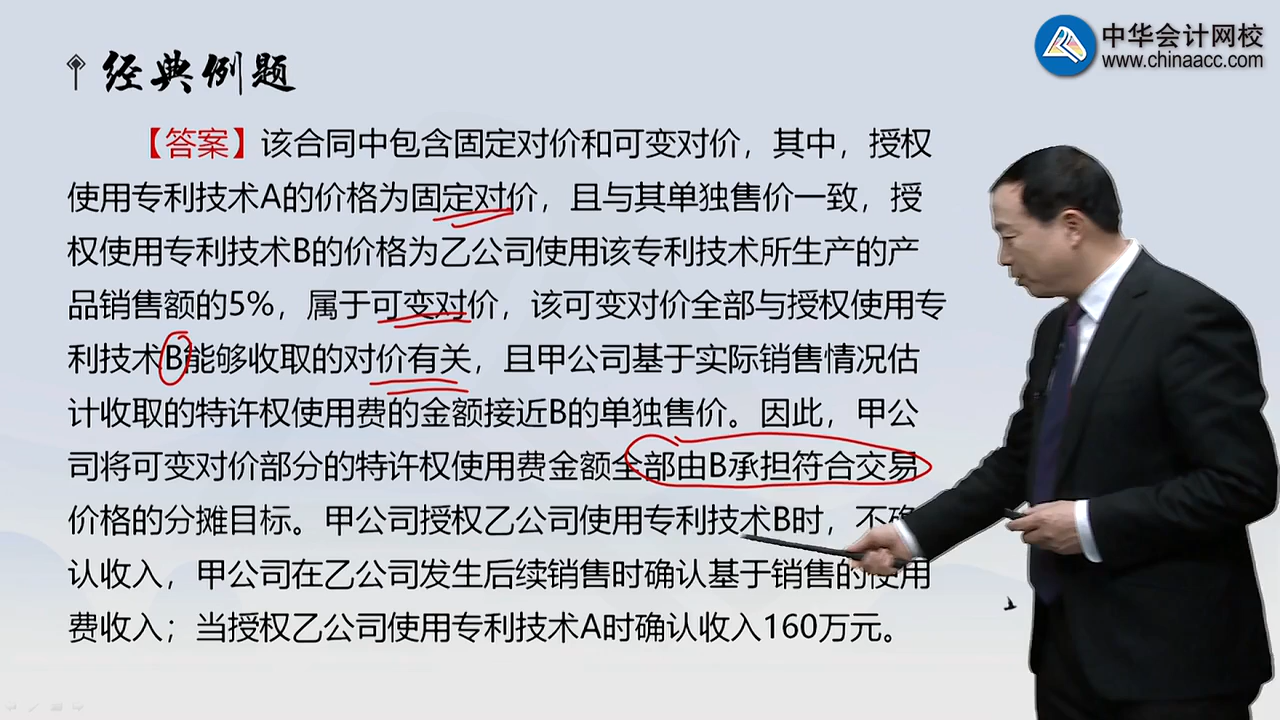 中华会计网校
www.chinaacc.com
经典例题
【答案】该合同中包含固定对价和可变对价，其中，授权
使用专利技术A的价格为固定对价，且与其单独售价一致，授
权使用专利技术B的价格为乙公司使用该专利技术所生产的产
品销售额的5%，属于可变对价，该可变对价全部与授权使用专
利技术B能够收取的对价有关，且甲公司基于实际销售情况估
计收取的特许权使用费的金额接近B的单独售价。因此，甲公
司将可变对价部分的特许权使用费金额全部由B承担符合交易
价格的分摊目标。甲公司授权乙公司使用专利技术B时，不确
认收入，甲公司在乙公司发生后续销售时确认基于销售的使用
费收入；当授权乙公司使用专利技术A时确认收入160万元。